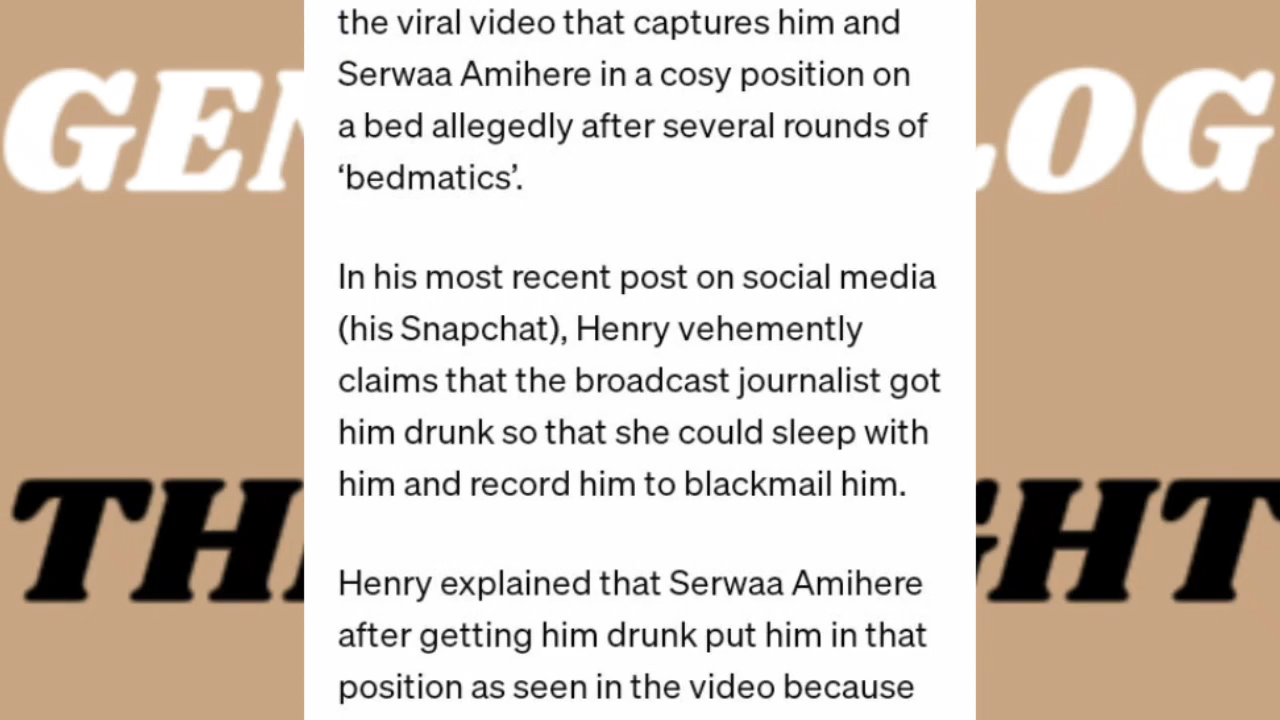 the viral video that captures him and
Serwaa Amihere in a cosy position on
a bed allegedly after several rounds of
‘bedmatics’.
In his most recent post on social media
(his Snapchat), Henry vehemently
claims that the broadcast journalist got
him drunk so that she could sleep with
him and record him to blackmail him.
Henry explained that Serwaa Amihere
after getting him drunk put him in that
position as seen in the video because